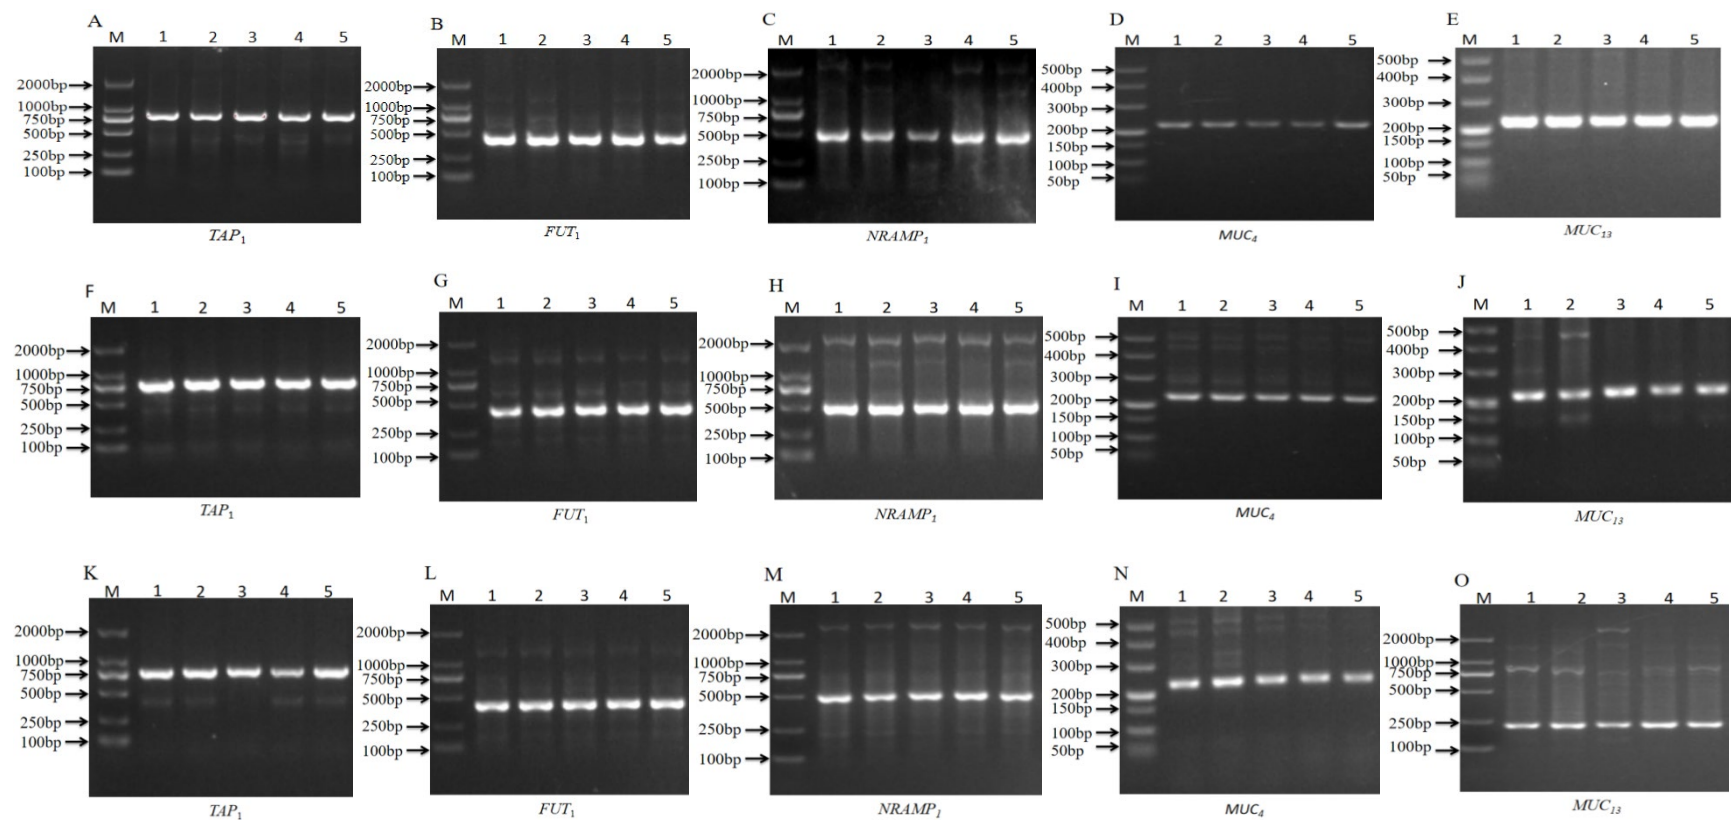 A
M 1 2 3 4 5
2000bp
1000bp
750bp
500bp
250bp
100bp
TAP1
B
M 1 2 3 4 5
2000bp
1000bp
750bp
500bp
250bp
100bp
FUT1
C
M 1 2 3 4 5
2000bp
1000bp
750bp
500bp
250bp
100bp
NRAMP1
D
M 1 2 3 4 5
500bp
400bp
300bp
200bp
150bp
100bp
50bp
MUC4
E
M 1 2 3 4 5
500bp
400bp
300bp
200bp
150bp
100bp
50bp
MUC13
F
M 1 2 3 4 5
2000bp
1000bp
750bp
500bp
250bp
100bp
TAP1
G
M 1 2 3 4 5
2000bp
1000bp
750bp
500bp
250bp
100bp
FUT1
H
M 1 2 3 4 5
2000bp
1000bp
750bp
500bp
250bp
100bp
NRAMP1
I
M 1 2 3 4 5
500bp
400bp
300bp
200bp
150bp
100bp
50bp
MUC4
J
M 1 2 3 4 5
500bp
400bp
300bp
200bp
150bp
100bp
50bp
MUC13
K
M 1 2 3 4 5
2000bp
1000bp
750bp
500bp
250bp
100bp
TAP1
L
M 1 2 3 4 5
2000bp
1000bp
750bp
500bp
250bp
100bp
FUT1
M
M 1 2 3 4 5
2000bp
1000bp
750bp
500bp
250bp
100bp
NRAMP1
N
M 1 2 3 4 5
500bp
400bp
300bp
200bp
150bp
100bp
50bp
MUC4
O
M 1 2 3 4 5
2000bp
1000bp
750bp
500bp
250bp
100bp
MUC13